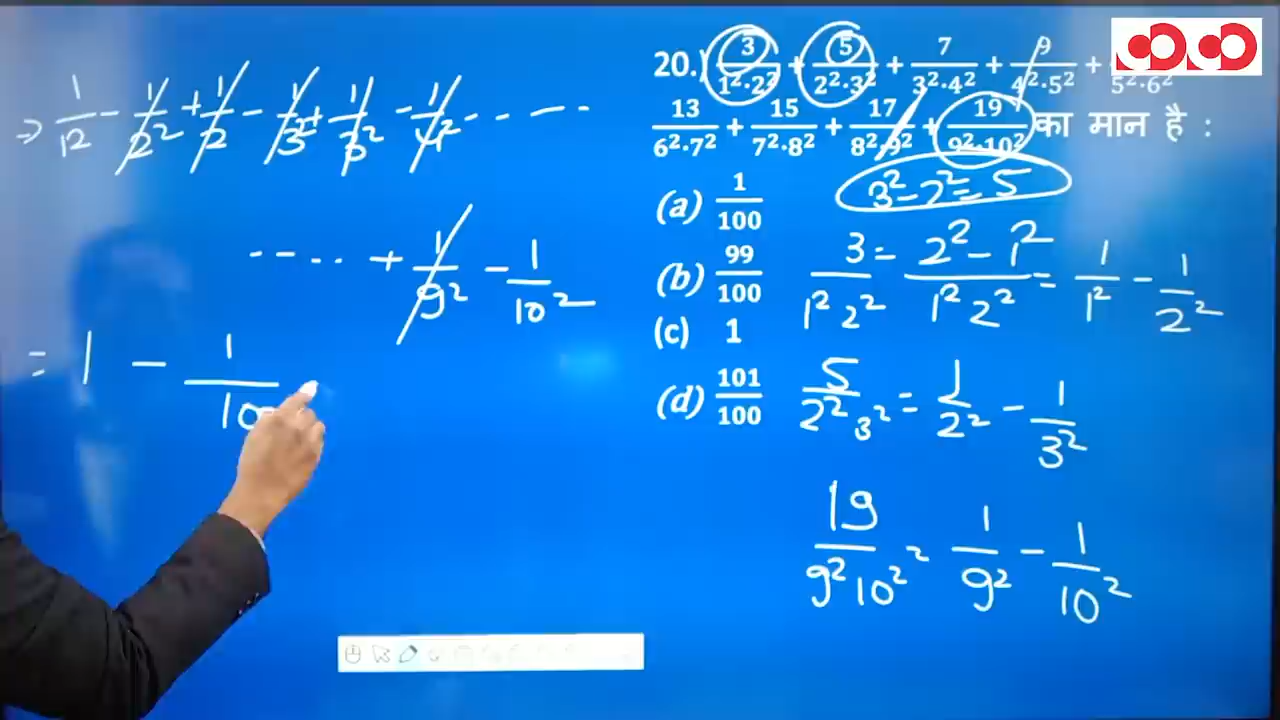 20.) 3/1²·2² + 5/2²·3² + 7/3²·4² + 9/4²·5² + /5²·6²
13/6²·7² + 15/7²·8² + 17/8²·9² + 19/9²·10² का मान है :
(a) 1/100
(b) 99/100
(c) 1
(d) 101/100
3² - 2² = 5
3/1² 2² = 2² - 1²/1² 2² = 1/1² - 1/2²
5/2² 3² = 1/2² - 1/3²
19/9² 10² = 1/9² - 1/10²
⇒ 1/1² - 1/2² + 1/2² - 1/3² + 1/3² - 1/4² - - - - - -
- - - - + 1/9² - 1/10²
= 1 - 1/10